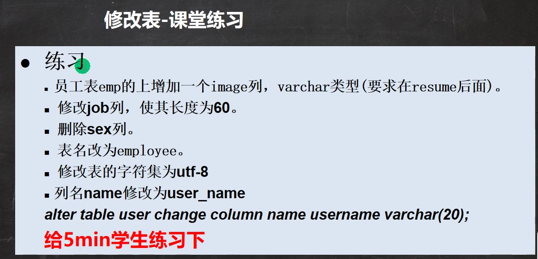 修改表-课堂练习
● 练习
▪ 员工表emp的上增加一个image列，varchar类型(要求在resume后面)。
▪ 修改job列，使其长度为60。
▪ 删除sex列。
▪ 表名改为employee。
▪ 修改表的字符集为utf-8
▪ 列名name修改为user_name
alter table user change column name username varchar(20);
给5min学生练习下